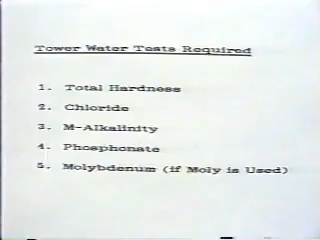 Tower Water Tests Required
1. Total Hardness
2. Chloride
3. M-Alkalinity
4. Phosphonate
5. Molybdenum (if Moly is Used)